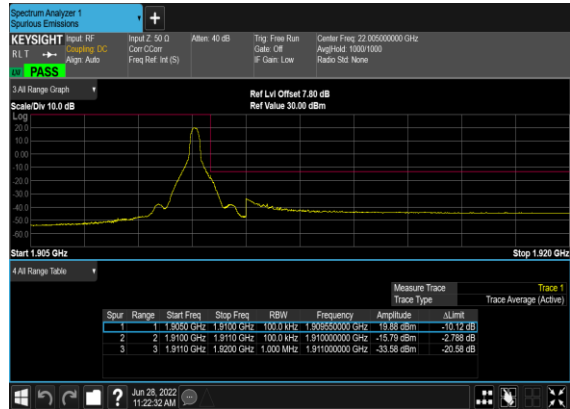 Spectrum Analyzer 1
Spurious Emissions
+
KEYSIGHT Input: RF Input Z: 50 Ω Atten: 40 dB Trig: Free Run Center Freq: 22.005000000 GHz
RLT Coupling: DC Corr CCorr Gate: Off Avg|Hold: 1000/1000
Align: Auto Freq Ref: Int (S) IF Gain: Low Radio Std: None
PASS
3 All Range Graph
Ref Lvl Offset 7.80 dB
Scale/Div 10.0 dB Ref Value 30.00 dBm
Log
20.0
10.0
0.00
-10.0
-20.0
-30.0
-40.0
-50.0
-60.0
Start 1.905 GHz Stop 1.920 GHz
4 All Range Table
Measure Trace Trace 1
Trace Type Trace Average (Active)
Spur Range Start Freq Stop Freq RBW Frequency Amplitude ΔLimit
1 1 1.9050 GHz 1.9100 GHz 100.0 kHz 1.909550000 GHz 19.88 dBm -10.12 dB
2 2 1.9100 GHz 1.9110 GHz 100.0 kHz 1.910000000 GHz -15.79 dBm -2.788 dB
3 3 1.9110 GHz 1.9200 GHz 1.000 MHz 1.911000000 GHz -33.58 dBm -20.58 dB
? Jun 28, 2022
11:22:32 AM